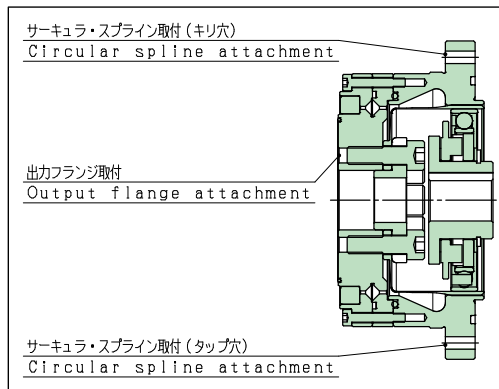 サーキュラ・スプライン取付(キリ穴)
Circular spline attachment
出力フランジ取付
Output flange attachment
サーキュラ・スプライン取付(タップ穴)
Circular spline attachment